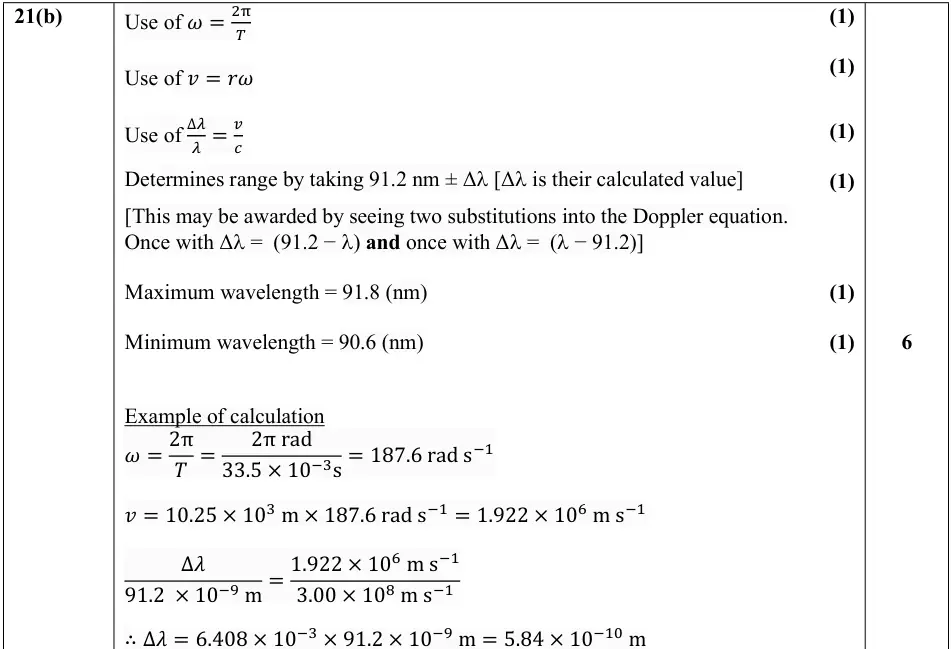 21(b) Use of ω = 2π/T (1)
Use of v = rω (1)
Use of Δλ/λ = v/c (1)
Determines range by taking 91.2 nm ± Δλ [Δλ is their calculated value] (1)
[This may be awarded by seeing two substitutions into the Doppler equation.
Once with Δλ = (91.2 − λ) and once with Δλ = (λ − 91.2)]
Maximum wavelength = 91.8 (nm) (1)
Minimum wavelength = 90.6 (nm) (1) 6
Example of calculation
ω = 2π/T = 2π rad/33.5 × 10⁻³s = 187.6 rad s⁻¹
v = 10.25 × 10³ m × 187.6 rad s⁻¹ = 1.922 × 10⁶ m s⁻¹
Δλ/91.2 × 10⁻⁹ m = 1.922 × 10⁶ m s⁻¹/3.00 × 10⁸ m s⁻¹
∴ Δλ = 6.408 × 10⁻³ × 91.2 × 10⁻⁹ m = 5.84 × 10⁻¹⁰ m